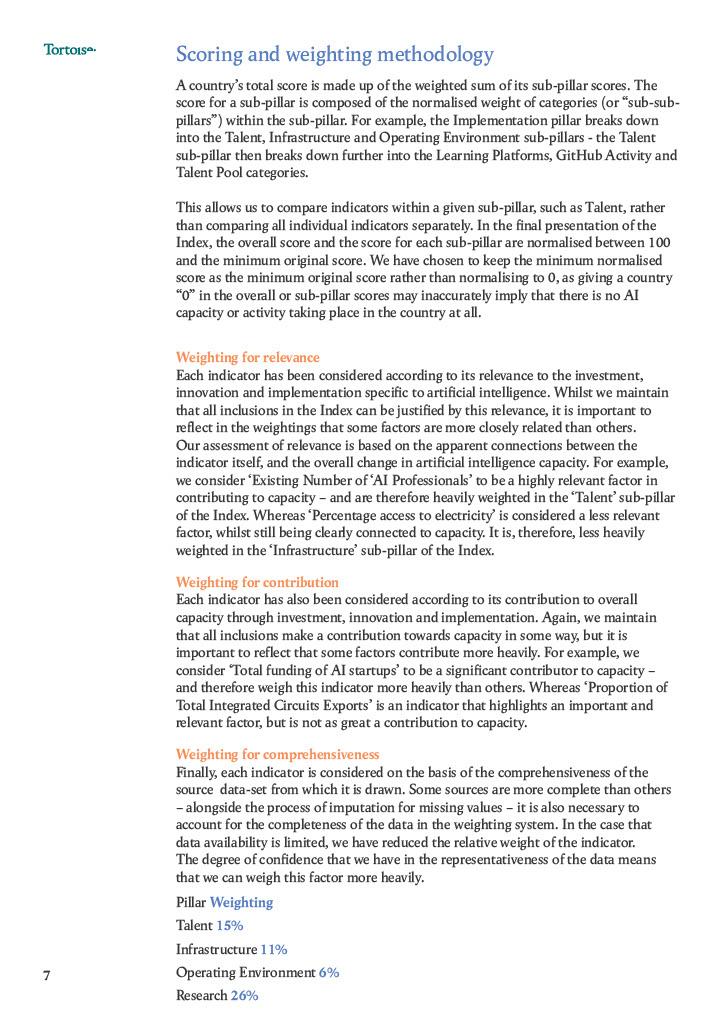 Tortoise
Scoring and weighting methodology
A country's total score is made up of the weighted sum of its sub-pillar scores. The
score for a sub-pillar is composed of the normalised weight of categories (or “sub-sub-
pillars”) within the sub-pillar. For example, the Implementation pillar breaks down
into the Talent, Infrastructure and Operating Environment sub-pillars - the Talent
sub-pillar then breaks down further into the Learning Platforms, GitHub Activity and
Talent Pool categories.
This allows us to compare indicators within a given sub-pillar, such as Talent, rather
than comparing all individual indicators separately. In the final presentation of the
Index, the overall score and the score for each sub-pillar are normalised between 100
and the minimum original score. We have chosen to keep the minimum normalised
score as the minimum original score rather than normalising to 0, as giving a country
“0” in the overall or sub-pillar scores may inaccurately imply that there is no AI
capacity or activity taking place in the country at all.
Weighting for relevance
Each indicator has been considered according to its relevance to the investment,
innovation and implementation specific to artificial intelligence. Whilst we maintain
that all inclusions in the Index can be justified by this relevance, it is important to
reflect in the weightings that some factors are more closely related than others.
Our assessment of relevance is based on the apparent connections between the
indicator itself, and the overall change in artificial intelligence capacity. For example,
we consider ‘Existing Number of ‘AI Professionals’ to be a highly relevant factor in
contributing to capacity – and are therefore heavily weighted in the ‘Talent’ sub-pillar
of the Index. Whereas ‘Percentage access to electricity’ is considered a less relevant
factor, whilst still being clearly connected to capacity. It is, therefore, less heavily
weighted in the ‘Infrastructure’ sub-pillar of the Index.
Weighting for contribution
Each indicator has also been considered according to its contribution to overall
capacity through investment, innovation and implementation. Again, we maintain
that all inclusions make a contribution towards capacity in some way, but it is
important to reflect that some factors contribute more heavily. For example, we
consider ‘Total funding of AI startups’ to be a significant contributor to capacity –
and therefore weigh this indicator more heavily than others. Whereas ‘Proportion of
Total Integrated Circuits Exports’ is an indicator that highlights an important and
relevant factor, but is not as great a contribution to capacity.
Weighting for comprehensiveness
Finally, each indicator is considered on the basis of the comprehensiveness of the
source data-set from which it is drawn. Some sources are more complete than others
– alongside the process of imputation for missing values – it is also necessary to
account for the completeness of the data in the weighting system. In the case that
data availability is limited, we have reduced the relative weight of the indicator.
The degree of confidence that we have in the representativeness of the data means
that we can weigh this factor more heavily.
Pillar Weighting
Talent 15%
Infrastructure 11%
Operating Environment 6%
Research 26%
7